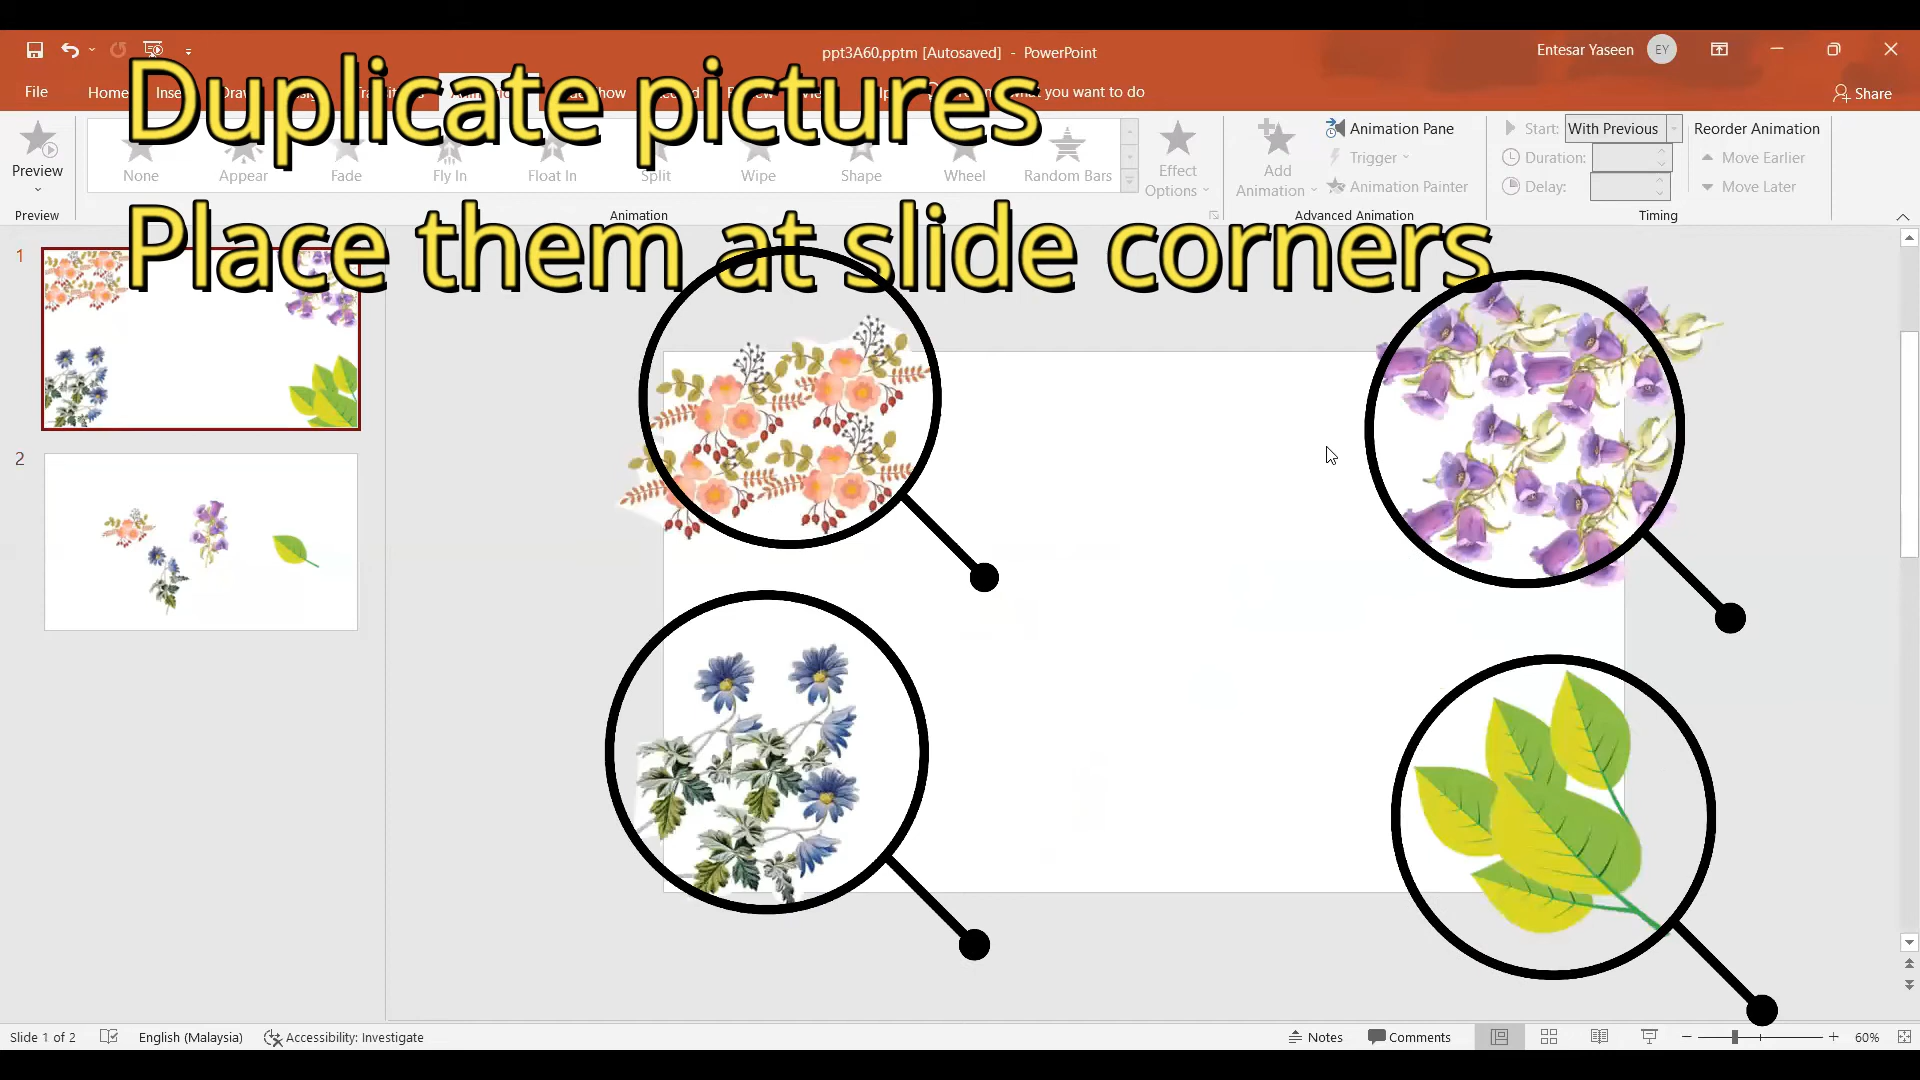 ppt3A60.pptm [Autosaved] - PowerPoint
Entesar Yaseen EY
Duplicate pictures
File Home Show you want to do Share
None Appear Fade Fly In Float In Split Wipe Shape Wheel Random Bars
Preview
Preview
Animation
Effect Options
Add Animation
Animation Pane
Trigger
Animation Painter
Advanced Animation
Start: With Previous
Duration:
Delay:
Reorder Animation
Move Earlier
Move Later
Timing
Place them at slide corners
1
2
Slide 1 of 2 English (Malaysia) Accessibility: Investigate Notes Comments 60%